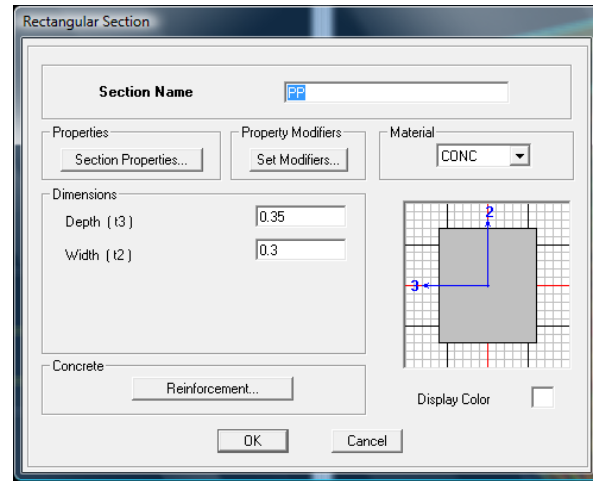 Rectangular Section
Section Name PP
Properties Property Modifiers Material
Section Properties... Set Modifiers... CONC
Dimensions
Depth ( t3 ) 0.35
Width ( t2 ) 0.3
2
3
Concrete
Reinforcement...
Display Color
OK Cancel